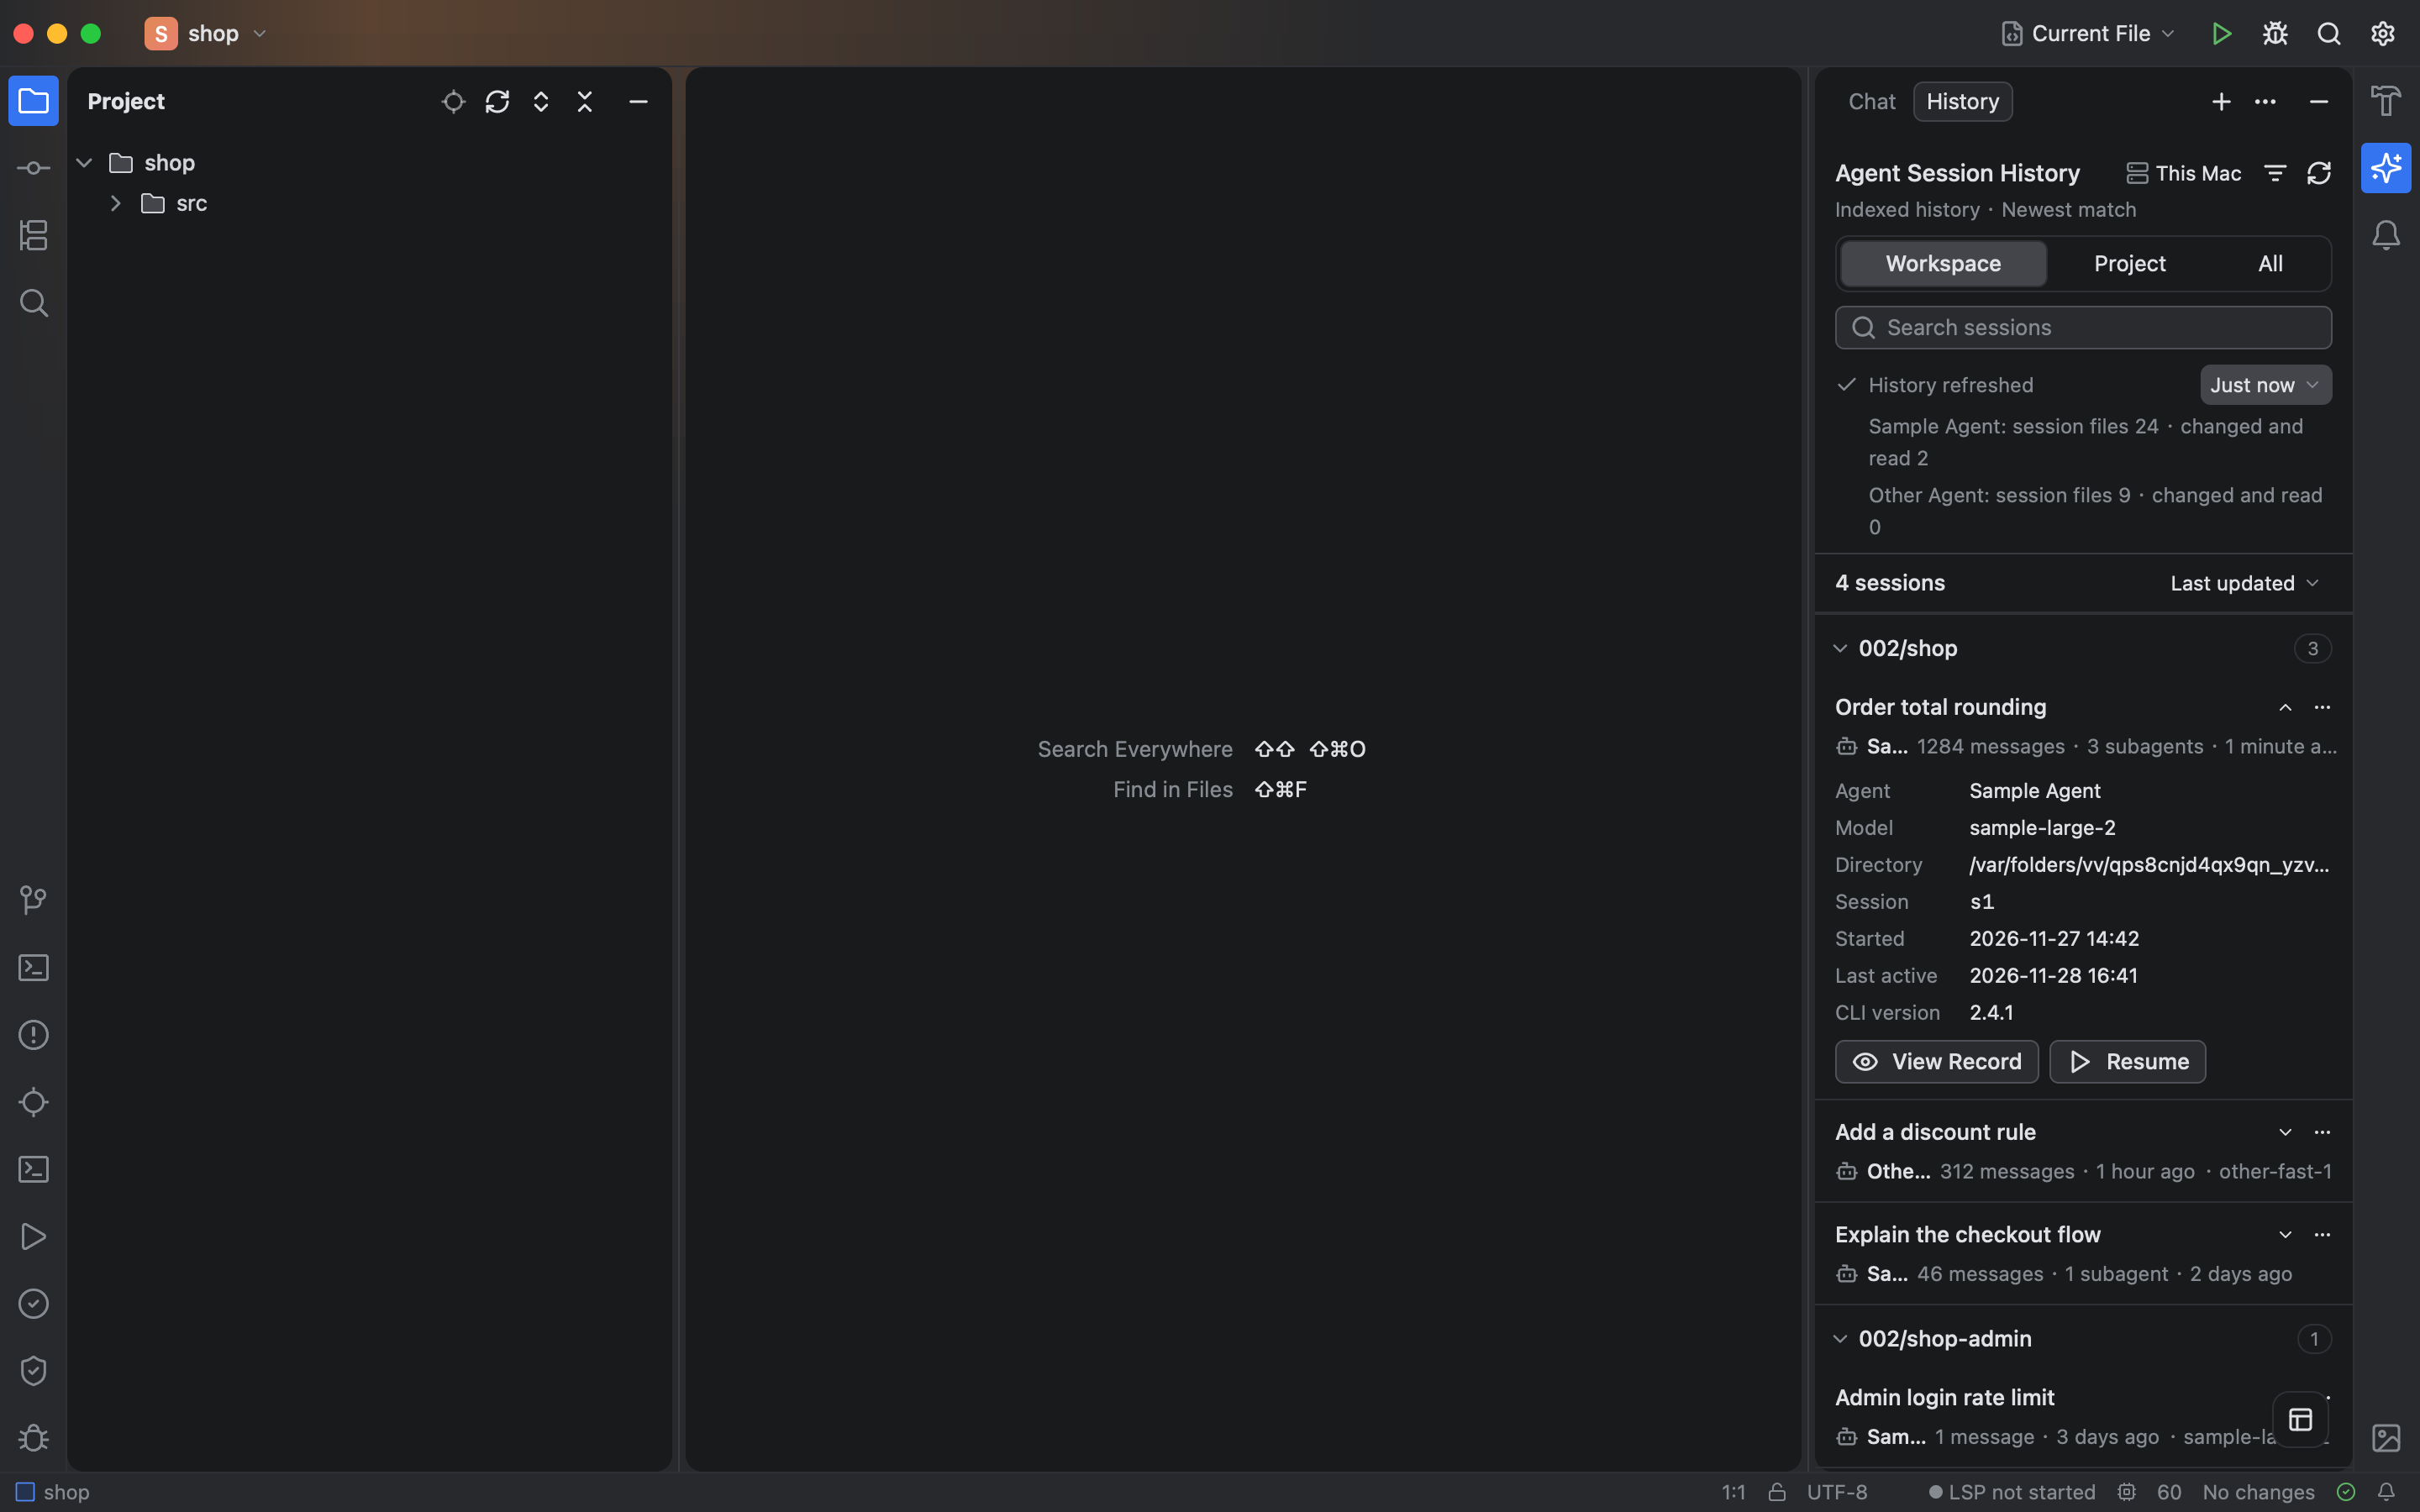 S shop
Current File
Project
shop
src
Search Everywhere ⇧⇧ ⇧⌘O
Find in Files ⇧⌘F
Chat History
Agent Session History This Mac
Indexed history · Newest match
Workspace Project All
Search sessions
History refreshed Just now
Sample Agent: session files 24 · changed and
read 2
Other Agent: session files 9 · changed and read
0
4 sessions Last updated
002/shop 3
Order total rounding
Sa... 1284 messages · 3 subagents · 1 minute a...
Agent Sample Agent
Model sample-large-2
Directory /var/folders/vv/qps8cnjd4qx9qn_yzv...
Session s1
Started 2026-11-27 14:42
Last active 2026-11-28 16:41
CLI version 2.4.1
View Record Resume
Add a discount rule
Othe... 312 messages · 1 hour ago · other-fast-1
Explain the checkout flow
Sa... 46 messages · 1 subagent · 2 days ago
002/shop-admin 1
Admin login rate limit
Sam... 1 message · 3 days ago
shop 1:1 UTF-8 LSP not started 60 No changes